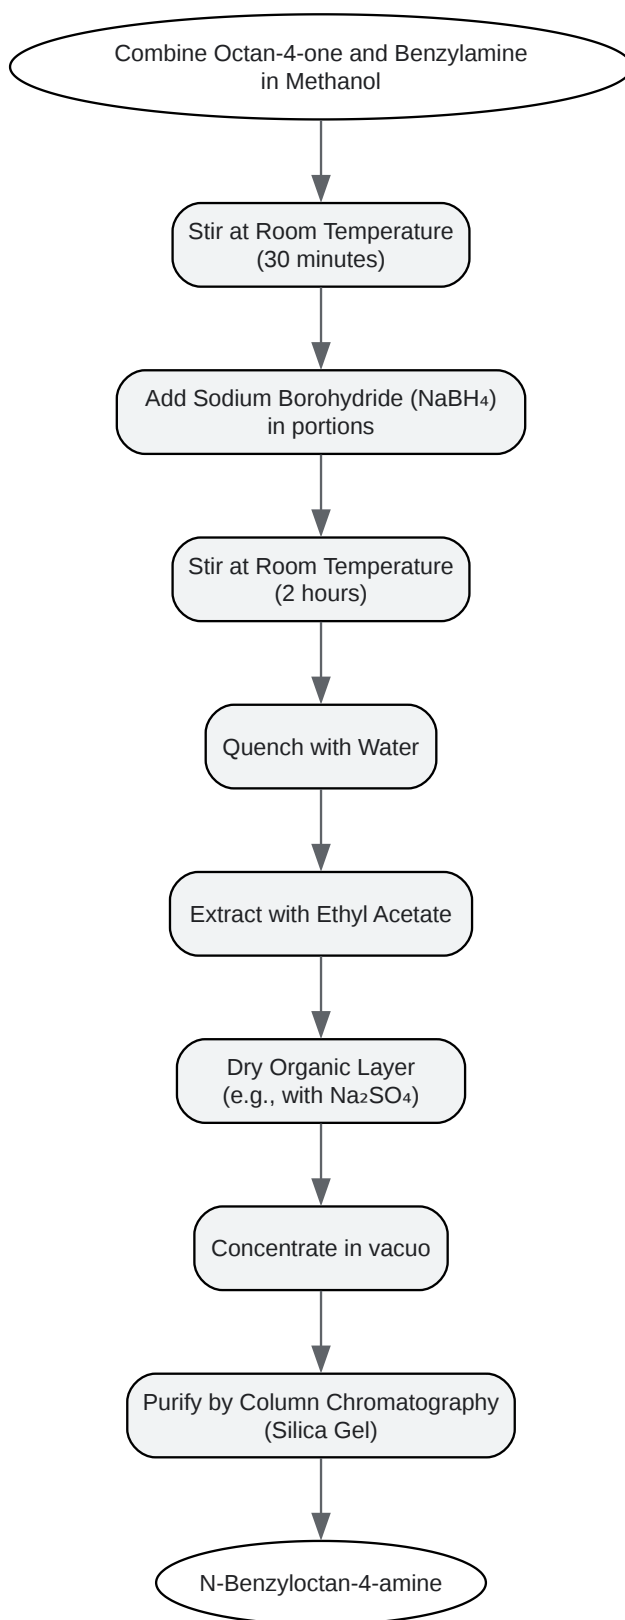 Combine Octan-4-one and Benzylamine
in Methanol
Stir at Room Temperature
(30 minutes)
Add Sodium Borohydride (NaBH₄)
in portions
Stir at Room Temperature
(2 hours)
Quench with Water
Extract with Ethyl Acetate
Dry Organic Layer
(e.g., with Na₂SO₄)
Concentrate in vacuo
Purify by Column Chromatography
(Silica Gel)
N-Benzyloctan-4-amine